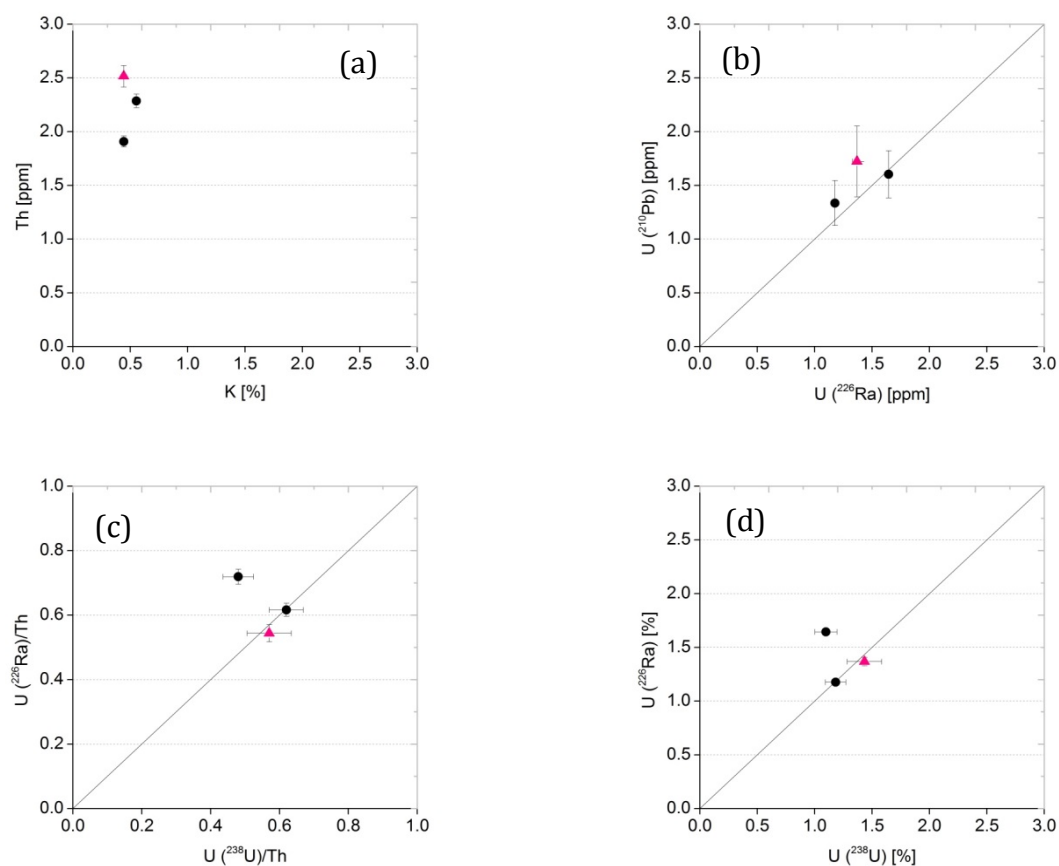 (a)
3.0
2.5
2.0
1.5
1.0
0.5
0.0
Th [ppm]
0.0 0.5 1.0 1.5 2.0 2.5 3.0
K [%]
(b)
3.0
2.5
2.0
1.5
1.0
0.5
0.0
U (²¹⁰Pb) [ppm]
0.0 0.5 1.0 1.5 2.0 2.5 3.0
U (²²⁶Ra) [ppm]
(c)
1.0
0.8
0.6
0.4
0.2
0.0
U (²²⁶Ra)/Th
0.0 0.2 0.4 0.6 0.8 1.0
U (²³⁸U)/Th
(d)
3.0
2.5
2.0
1.5
1.0
0.5
0.0
U (²²⁶Ra) [%]
0.0 0.5 1.0 1.5 2.0 2.5 3.0
U (²³⁸U) [%]